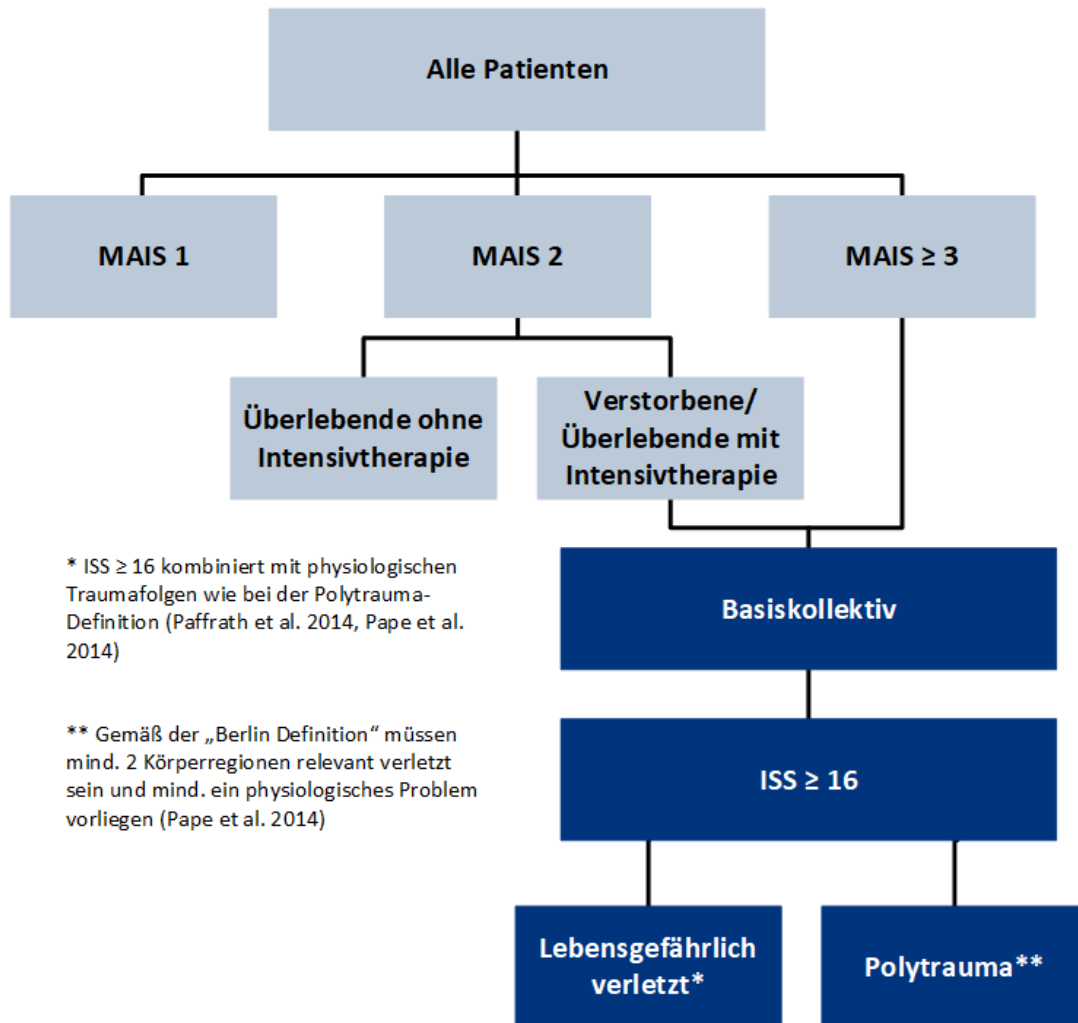 Alle Patienten
MAIS 1
MAIS 2
MAIS ≥ 3
Überlebende ohne
Intensivtherapie
Verstorbene/
Überlebende mit
Intensivtherapie
* ISS ≥ 16 kombiniert mit physiologischen
Traumafolgen wie bei der Polytrauma-
Definition (Paffrath et al. 2014, Pape et al.
2014)
Basiskollektiv
** Gemäß der „Berlin Definition“ müssen
mind. 2 Körperregionen relevant verletzt
sein und mind. ein physiologisches Problem
vorliegen (Pape et al. 2014)
ISS ≥ 16
Lebensgefährlich
verletzt*
Polytrauma**